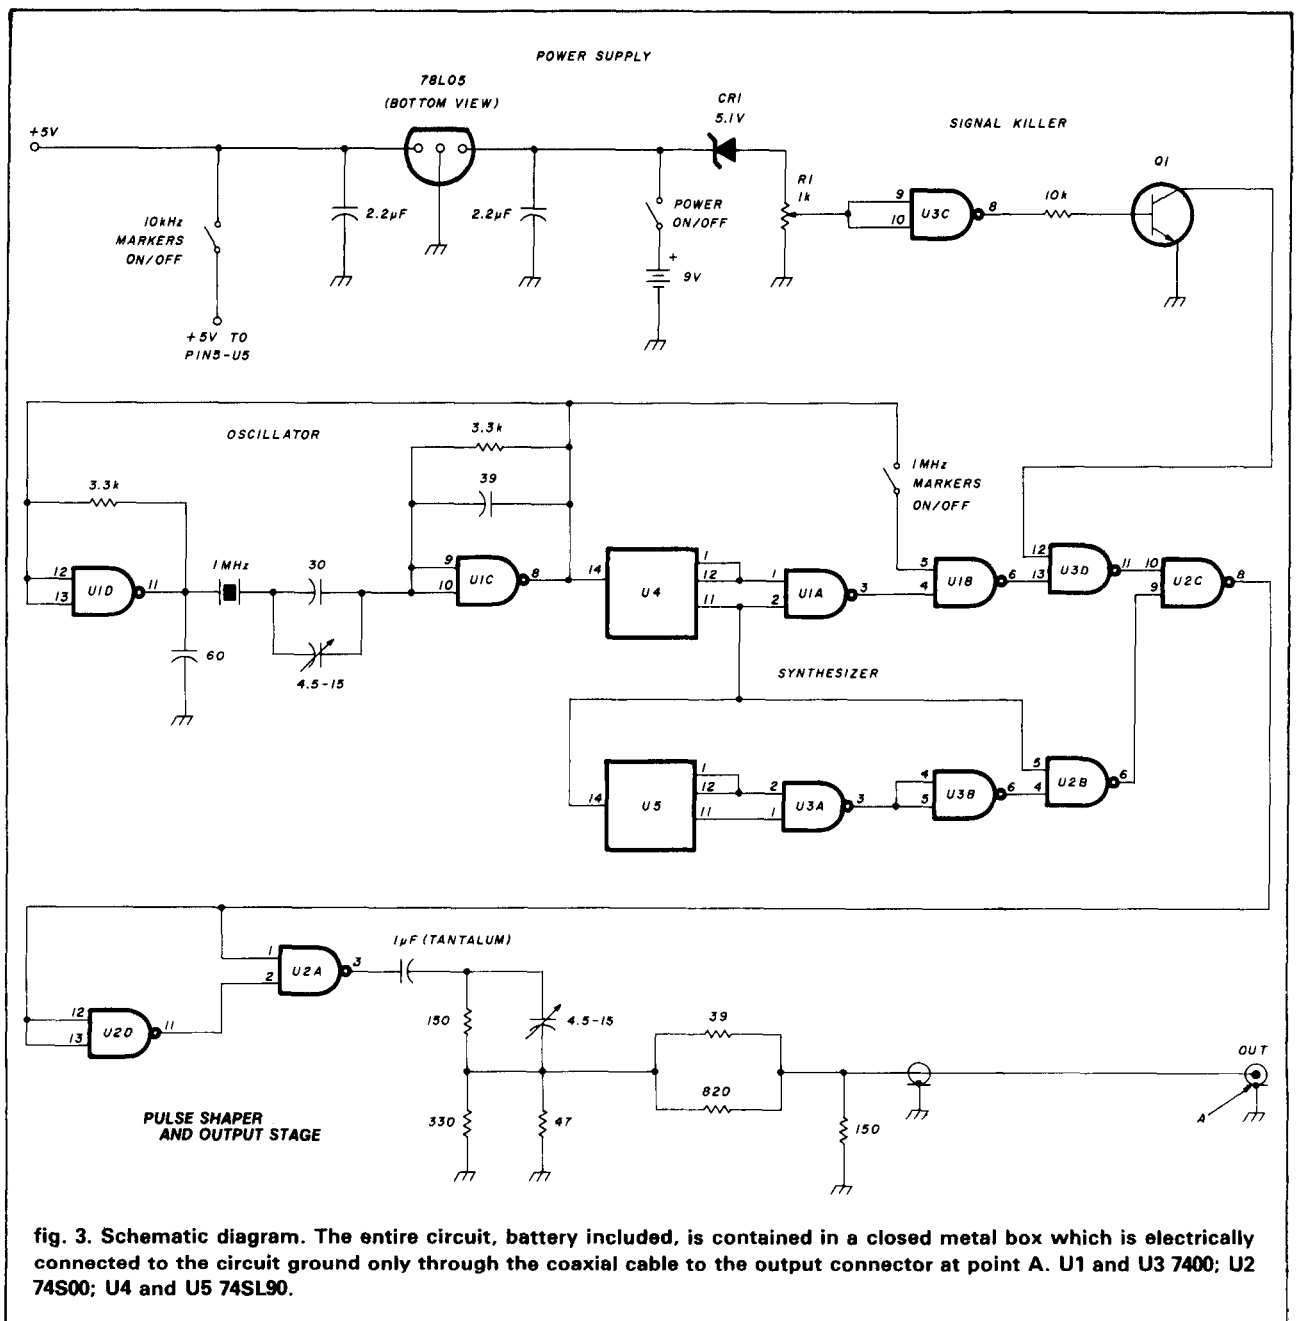 POWER SUPPLY
78L05
(BOTTOM VIEW)
CR1
5.1V
SIGNAL KILLER
+5V
Q1
R1
1k
10kHz
MARKERS
ON/OFF
2.2µF
2.2µF
POWER
ON/OFF
+
9V
9
10
U3C
8
10k
+5V TO
PIN5-U5
OSCILLATOR
3.3k
3.3k
39
1MHz
MARKERS
ON/OFF
12
13
U1D
11
1MHz
30
4.5-15
60
9
10
U1C
8
14
U4
1
12
11
1
2
U1A
3
5
4
U1B
6
12
13
U3D
11
10
9
U2C
8
SYNTHESIZER
14
U5
1
12
11
2
1
U3A
3
4
5
U3B
6
5
4
U2B
6
1µF (TANTALUM)
1
2
U2A
3
12
13
U2D
11
150
4.5-15
39
820
330
47
150
OUT
A
PULSE SHAPER
AND OUTPUT STAGE
fig. 3. Schematic diagram. The entire circuit, battery included, is contained in a closed metal box which is electrically
connected to the circuit ground only through the coaxial cable to the output connector at point A. U1 and U3 7400; U2
74S00; U4 and U5 74SL90.